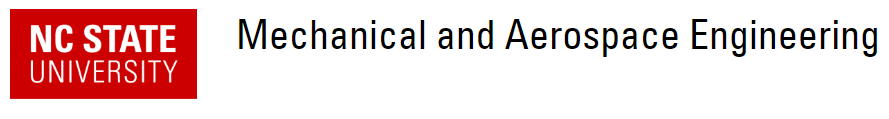 NC STATE
UNIVERSITY
Mechanical and Aerospace Engineering